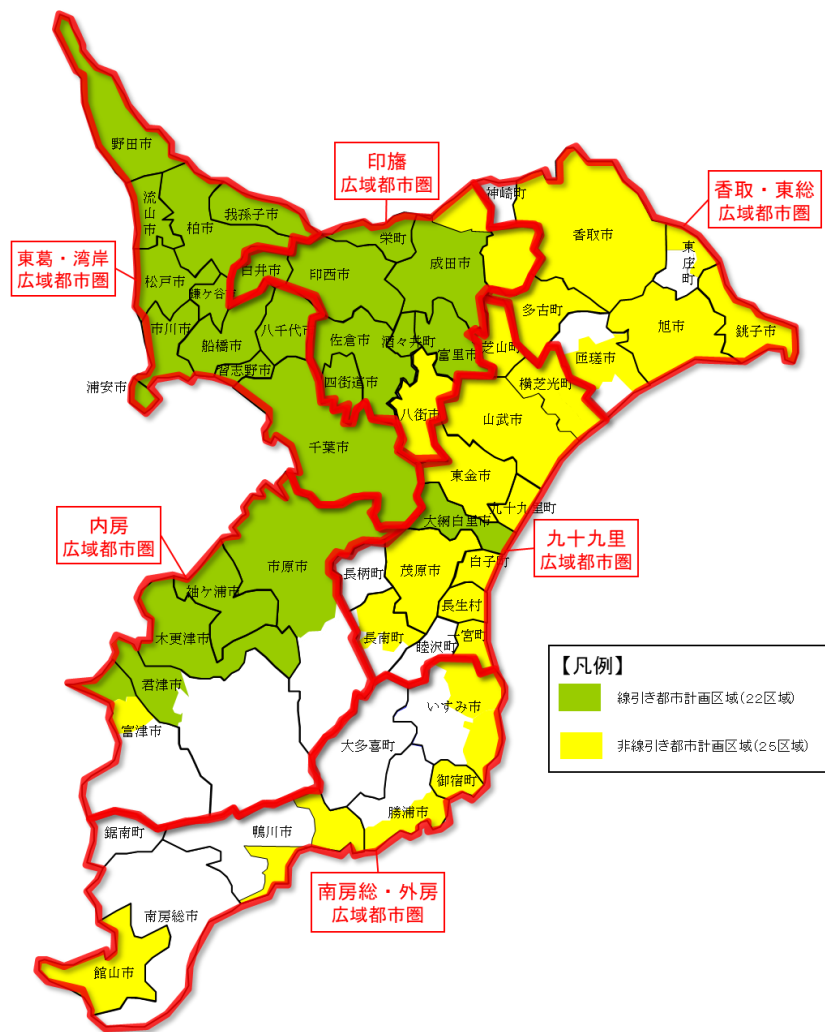 野田市
印旛
広域都市圏
神崎町
香取・東総
広域都市圏
流山市
柏市
我孫子市
栄町
香取市
東庄町
東葛・湾岸
広域都市圏
松戸市
鎌ケ谷市
白井市
印西市
成田市
多古町
旭市
銚子市
市川市
船橋市
八千代市
佐倉市
酒々井町
富里市
芝山町
匝瑳市
浦安市
習志野市
四街道市
八街市
横芝光町
山武市
千葉市
東金市
九十九里町
大網白里市
内房
広域都市圏
九十九里
広域都市圏
市原市
長柄町
茂原市
白子町
袖ケ浦市
長生村
木更津市
長南町
睦沢町
一宮町
君津市
富津市
いすみ市
大多喜町
御宿町
勝浦市
【凡例】
線引き都市計画区域(22区域)
非線引き都市計画区域(25区域)
鋸南町
鴨川市
南房総・外房
広域都市圏
南房総市
館山市